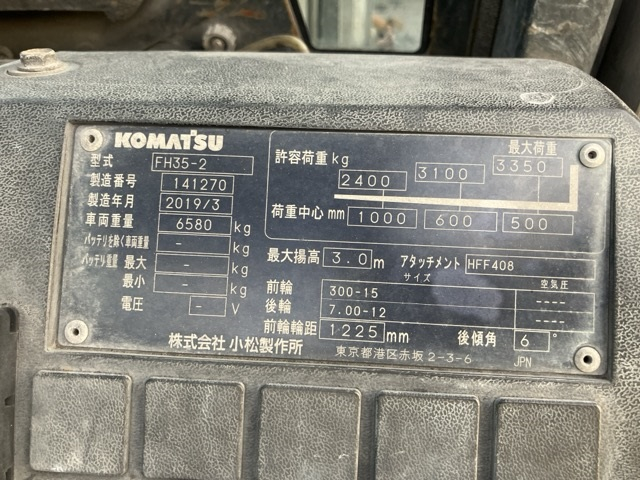 KOMATSU
型式 FH35-2
製造番号 141270
製造年月 2019/3
車両重量 6580 kg
バッテリを除く車両重量 - kg
バッテリ重量 最大 - kg
最小 - kg
電圧 - V
許容荷重 kg 2400 3100 最大荷重 3350
荷重中心 mm 1000 600 500
最大揚高 3.0 m アタッチメント HFF408
サイズ 空気圧
前輪 300-15 ----
後輪 7.00-12 ----
前輪輪距 1225 mm 後傾角 6 °
株式会社 小松製作所 東京都港区赤坂 2-3-6 JPN